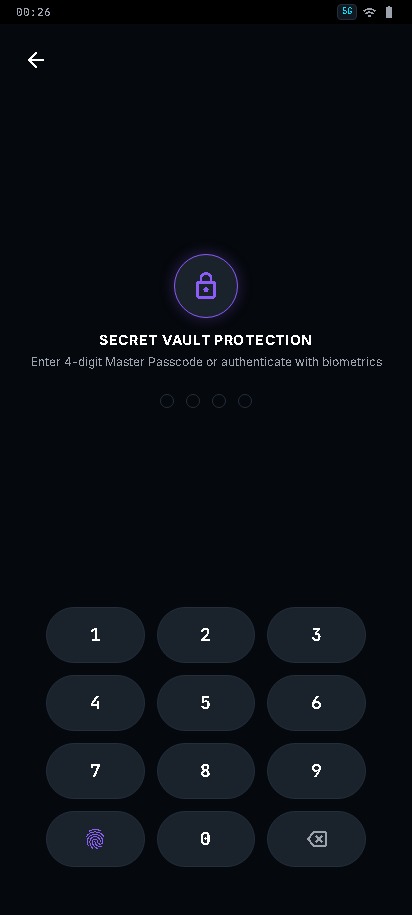 00:26
5G
SECRET VAULT PROTECTION
Enter 4-digit Master Passcode or authenticate with biometrics
1 2 3
4 5 6
7 8 9
0